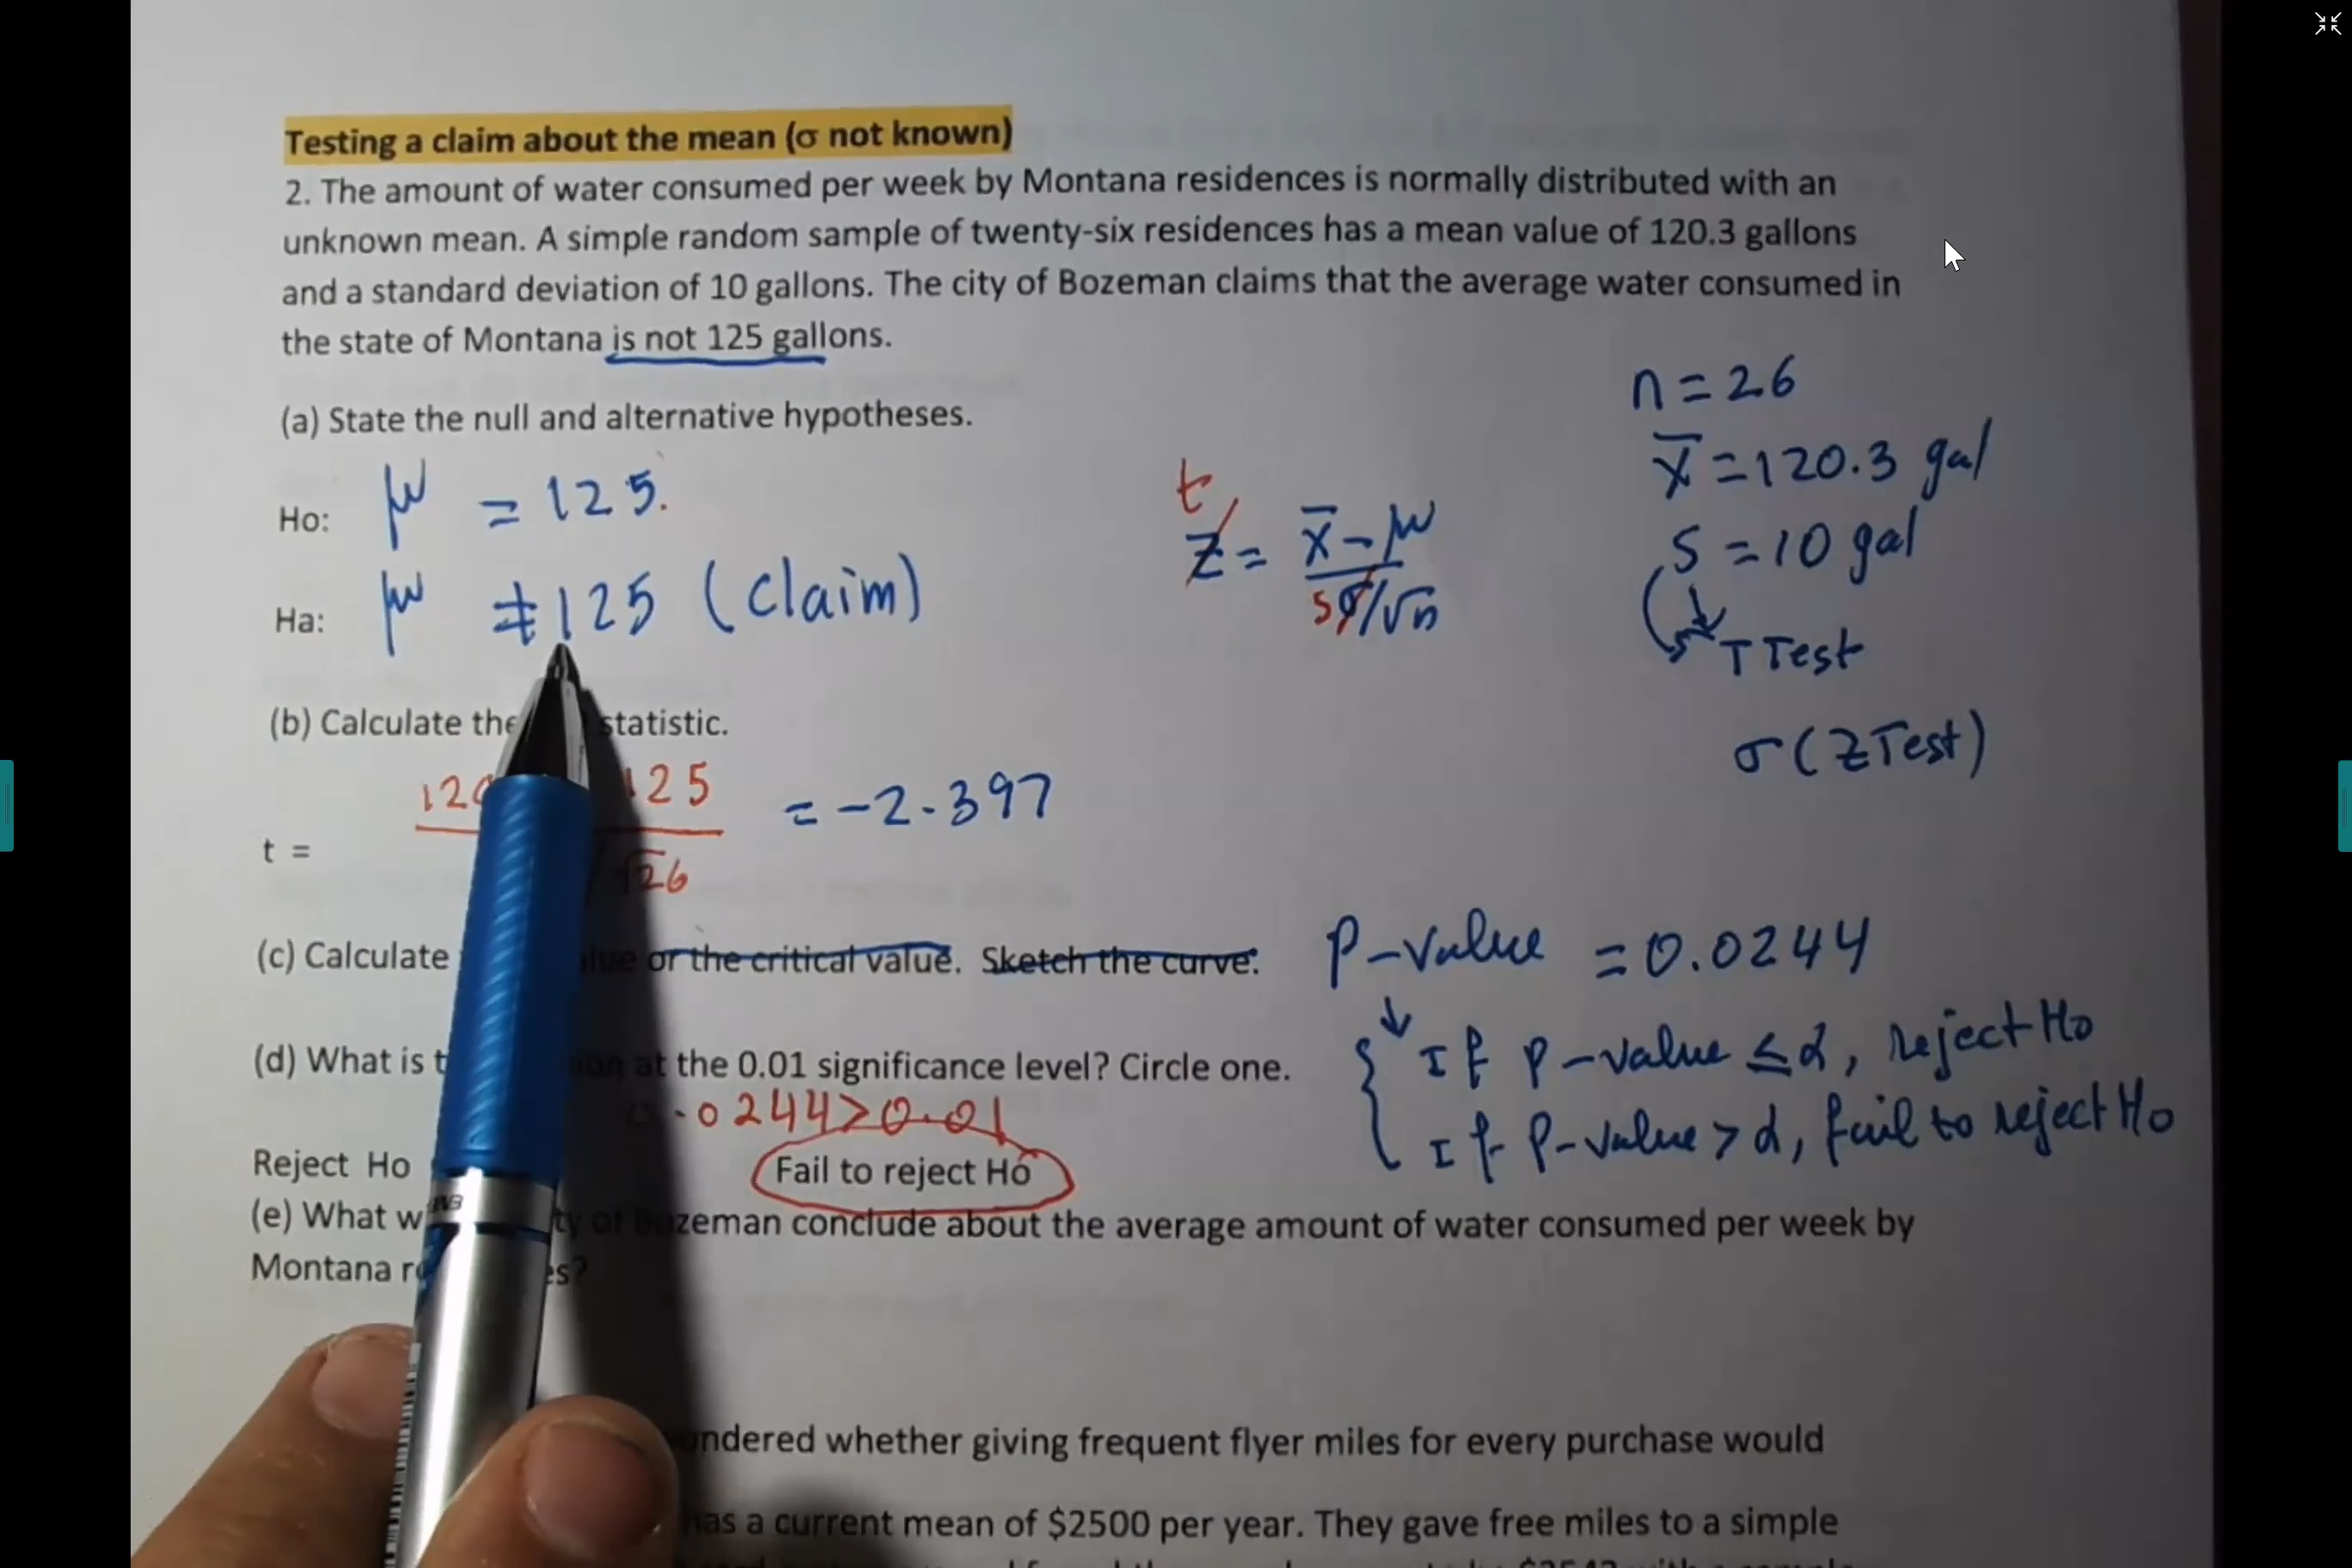 Testing a claim about the mean (σ not known)
2. The amount of water consumed per week by Montana residences is normally distributed with an
unknown mean. A simple random sample of twenty-six residences has a mean value of 120.3 gallons
and a standard deviation of 10 gallons. The city of Bozeman claims that the average water consumed in
the state of Montana is not 125 gallons.
n = 26
(a) State the null and alternative hypotheses.
x̄ = 120.3 gal
Ho: μ = 125.
t
z = x̄ - μ
s σ/√n
s = 10 gal
Ha: μ ≠ 125 (Claim)
T Test
(b) Calculate the statistic.
σ (Z Test)
125 = -2.397
t = √26
(c) Calculate or the critical value. Sketch the curve.
P-Value = 0.0244
(d) What is at the 0.01 significance level? Circle one.
If P-value ≤ α, reject Ho
.0244 > 0.01
If P-value > α, fail to reject Ho
Reject Ho Fail to reject Ho
(e) What of Bozeman conclude about the average amount of water consumed per week by
Montana
whether giving frequent flyer miles for every purchase would
has a current mean of $2500 per year. They gave free miles to a simple